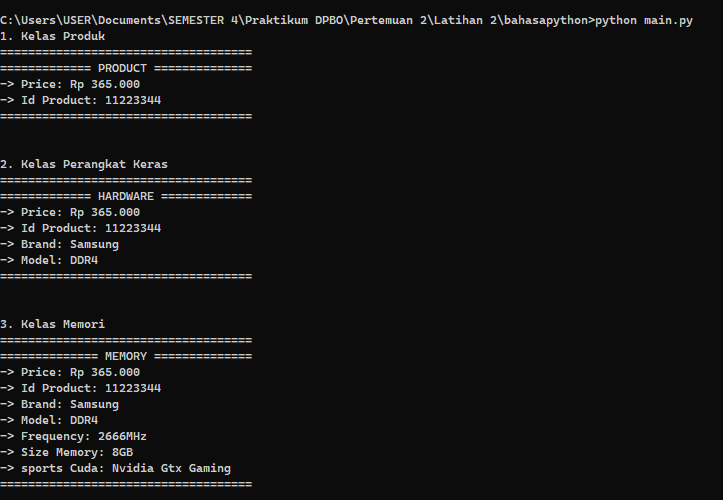 C:\Users\USER\Documents\SEMESTER 4\Praktikum DPBO\Pertemuan 2\Latihan 2\bahasapython>python main.py
1. Kelas Produk
====================================
============= PRODUCT ==============
-> Price: Rp 365.000
-> Id Product: 11223344
====================================
2. Kelas Perangkat Keras
====================================
============= HARDWARE =============
-> Price: Rp 365.000
-> Id Product: 11223344
-> Brand: Samsung
-> Model: DDR4
====================================
3. Kelas Memori
====================================
============== MEMORY ==============
-> Price: Rp 365.000
-> Id Product: 11223344
-> Brand: Samsung
-> Model: DDR4
-> Frequency: 2666MHz
-> Size Memory: 8GB
-> sports Cuda: Nvidia Gtx Gaming
====================================